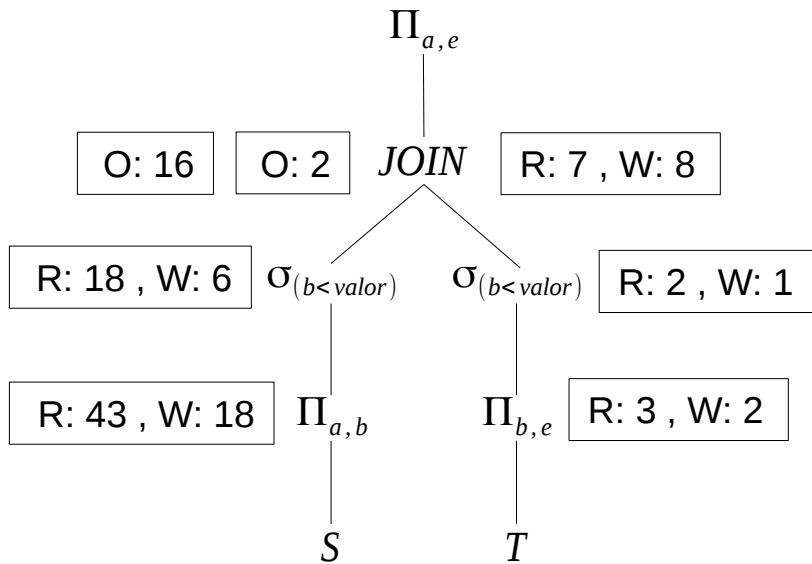 Π a,e
O: 16 O: 2 JOIN R: 7 , W: 8
R: 18 , W: 6 σ (b<valor) σ (b<valor) R: 2 , W: 1
R: 43 , W: 18 Π a,b Π b,e R: 3 , W: 2
S T